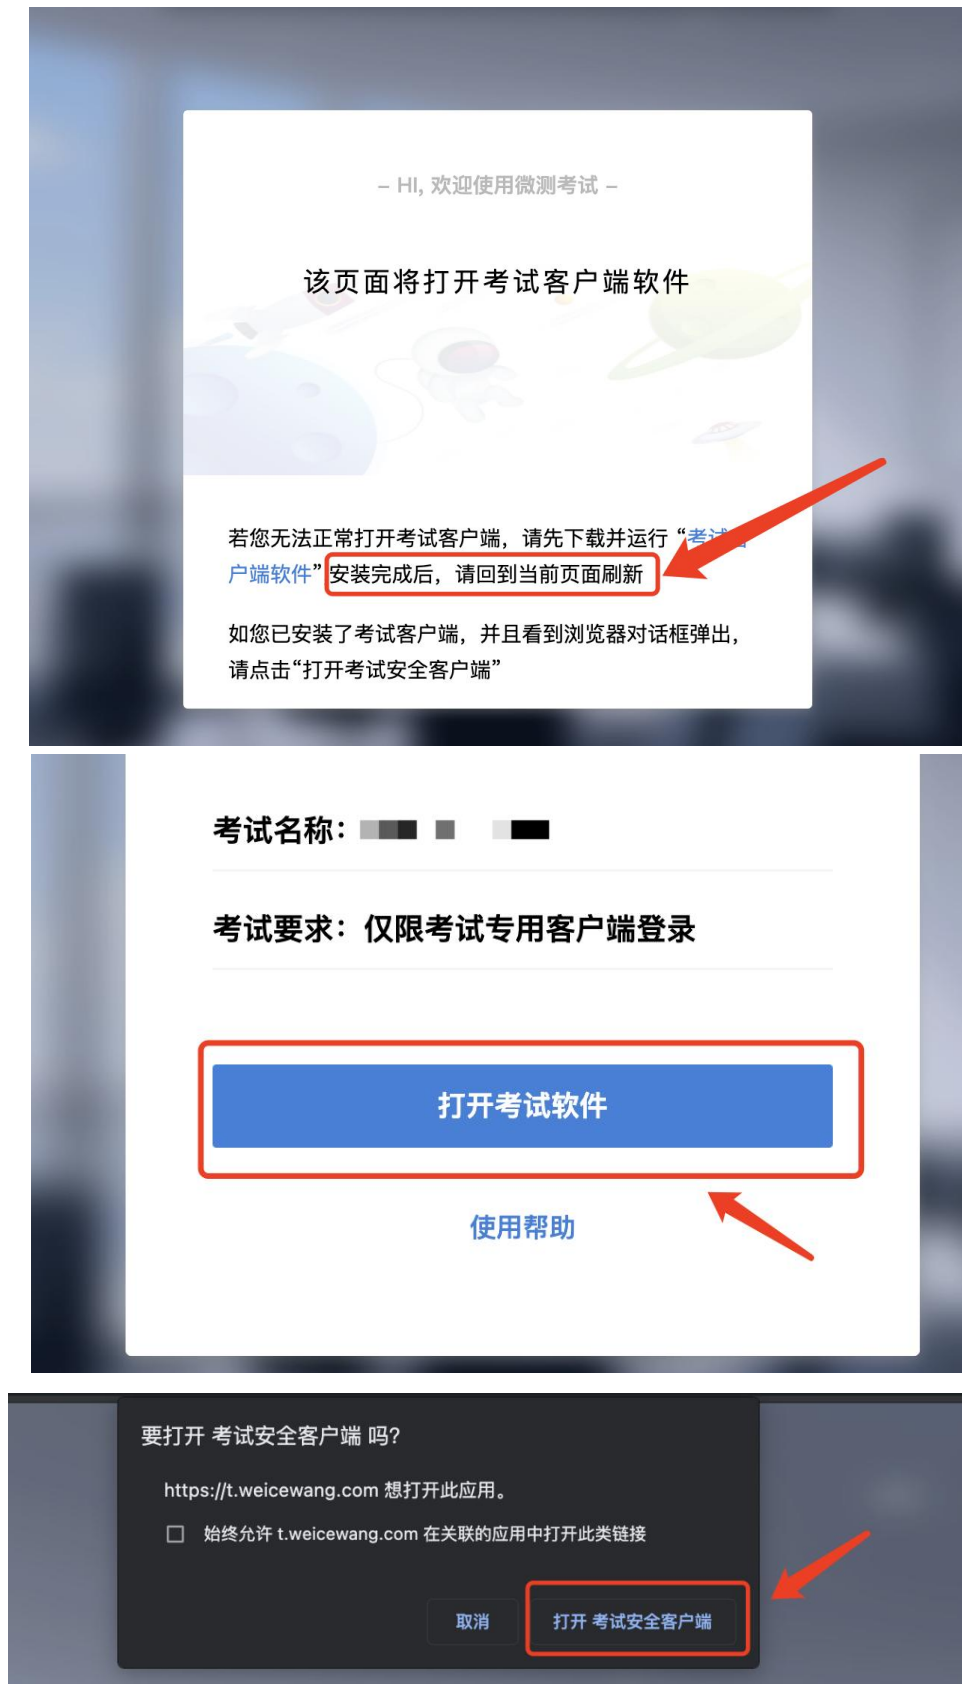 – HI, 欢迎使用微测考试 –
该页面将打开考试客户端软件
若您无法正常打开考试客户端，请先下载并运行 “考试客
户端软件” 安装完成后，请回到当前页面刷新
如您已安装了考试客户端，并且看到浏览器对话框弹出，
请点击“打开考试安全客户端”
考试名称：
考试要求：仅限考试专用客户端登录
打开考试软件
使用帮助
要打开 考试安全客户端 吗?
https://t.weicewang.com 想打开此应用。
始终允许 t.weicewang.com 在关联的应用中打开此类链接
取消
打开 考试安全客户端